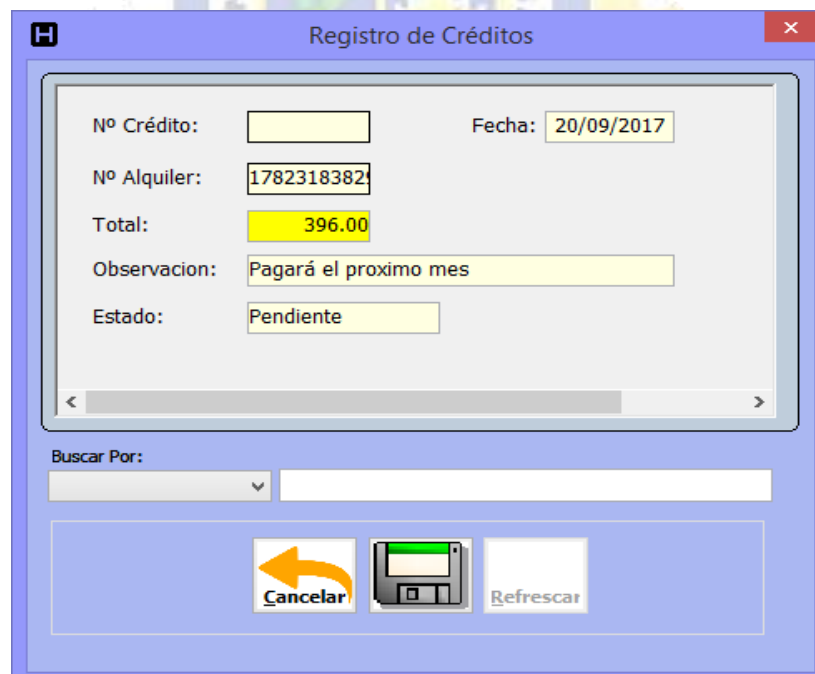 H Registro de Créditos
Nº Crédito: Fecha: 20/09/2017
Nº Alquiler:
Total: 396.00
Observacion: Pagará el proximo mes
Estado: Pendiente
Buscar Por:
Cancelar Refrescar